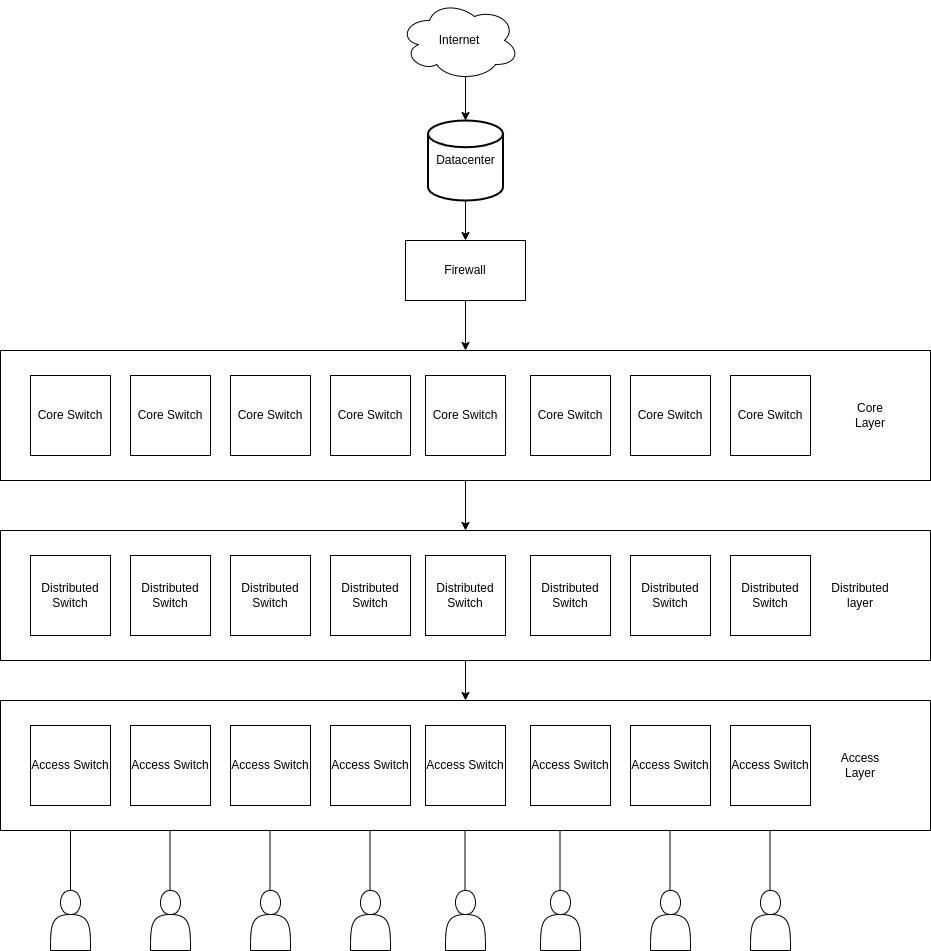 Internet
Datacenter
Firewall
Core Switch
Core Switch
Core Switch
Core Switch
Core Switch
Core Switch
Core Switch
Core Switch
Core
Layer
Distributed
Switch
Distributed
Switch
Distributed
Switch
Distributed
Switch
Distributed
Switch
Distributed
Switch
Distributed
Switch
Distributed
Switch
Distributed
layer
Access Switch
Access Switch
Access Switch
Access Switch
Access Switch
Access Switch
Access Switch
Access Switch
Access
Layer